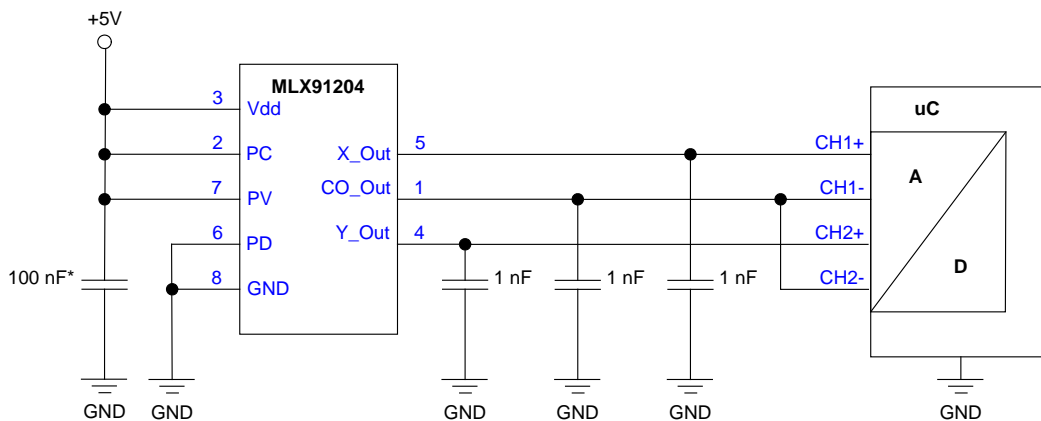 +5V
MLX91204
uC
3 Vdd
2 PC
X_Out 5
CH1+
A
7 PV
CO_Out 1
CH1-
6 PD
Y_Out 4
CH2+
D
100 nF*
8 GND
1 nF
1 nF
1 nF
CH2-
GND
GND
GND
GND
GND
GND